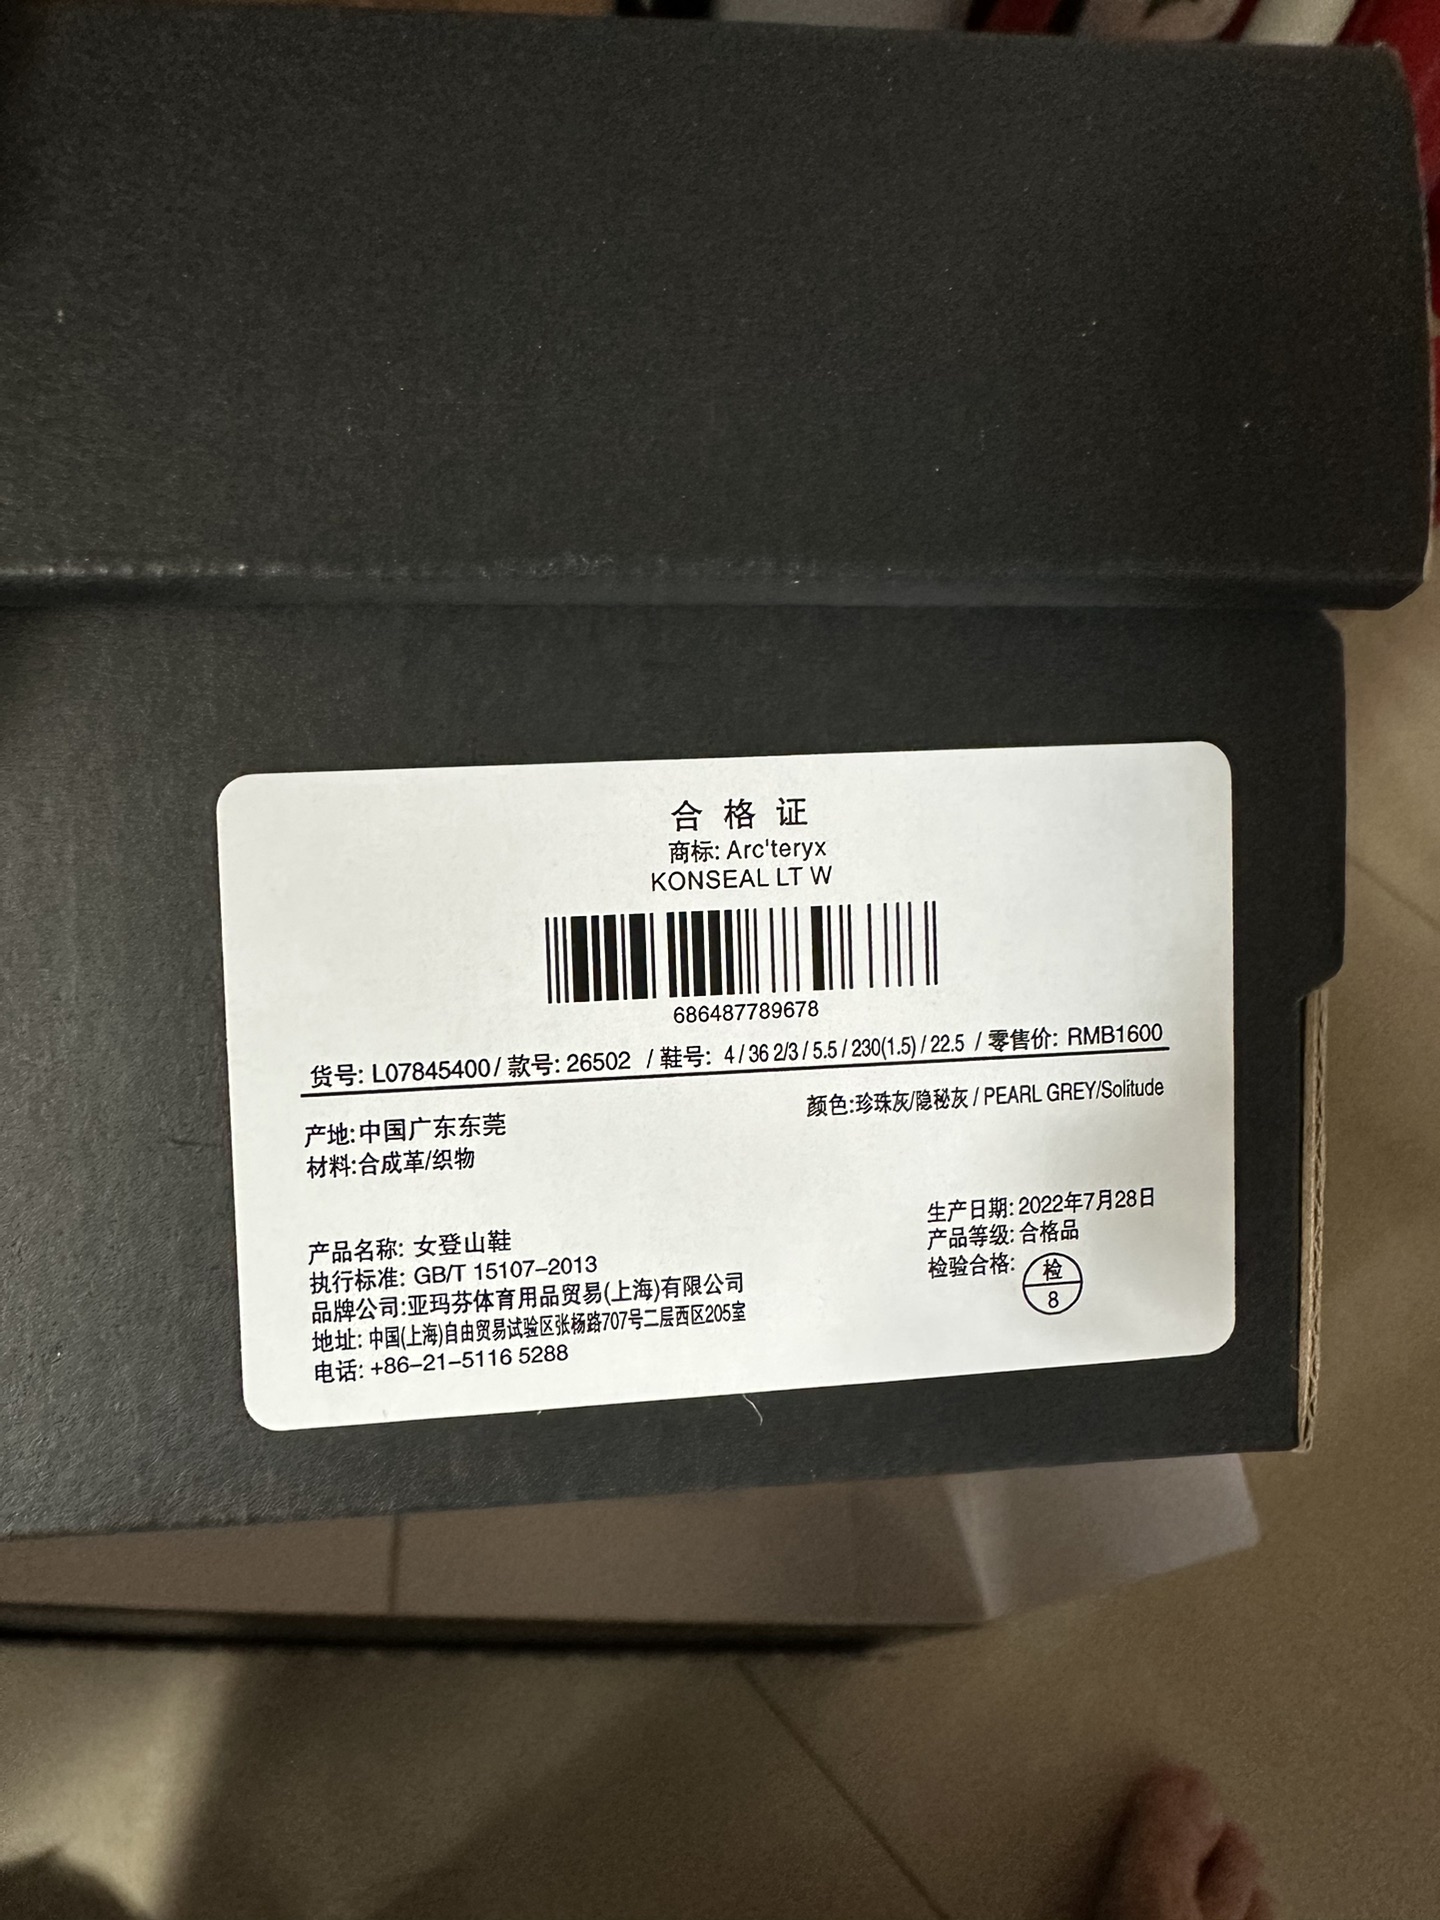 合格证
商标: Arc'teryx
KONSEAL LT W
686487789678
货号: L07845400 / 款号: 26502 / 鞋号: 4 / 36 2/3 / 5.5 / 230(1.5) / 22.5 / 零售价: RMB1600
产地:中国广东东莞
颜色:珍珠灰/隐秘灰 / PEARL GREY/Solitude
材料:合成革/织物
生产日期: 2022年7月28日
产品等级: 合格品
检验合格: 检 8
产品名称: 女登山鞋
执行标准: GB/T 15107-2013
品牌公司:亚玛芬体育用品贸易(上海)有限公司
地址: 中国(上海)自由贸易试验区张杨路707号二层西区205室
电话: +86-21-5116 5288